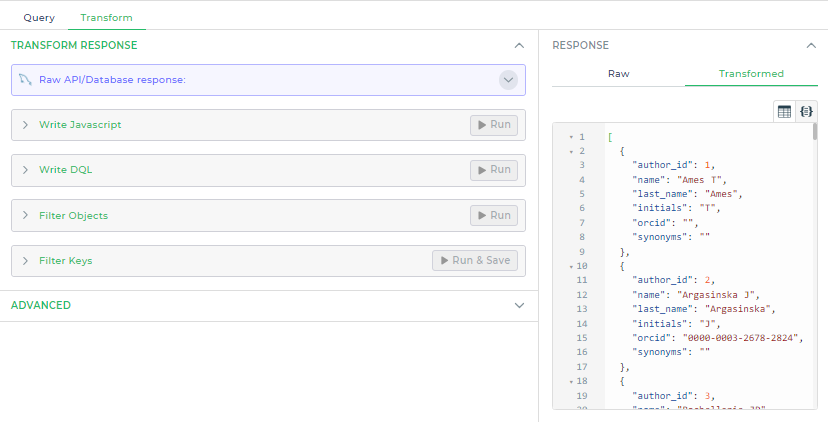 Query Transform
TRANSFORM RESPONSE
Raw API/Database response:
Write Javascript Run
Write DQL Run
Filter Objects Run
Filter Keys Run & Save
ADVANCED
RESPONSE
Raw Transformed
1 [
2 {
3 "author_id": 1,
4 "name": "Ames T",
5 "last_name": "Ames",
6 "initials": "T",
7 "orcid": "",
8 "synonyms": ""
9 },
10 {
11 "author_id": 2,
12 "name": "Argasinska J",
13 "last_name": "Argasinska",
14 "initials": "J",
15 "orcid": "0000-0003-2678-2824",
16 "synonyms": ""
17 },
18 {
19 "author_id": 3,